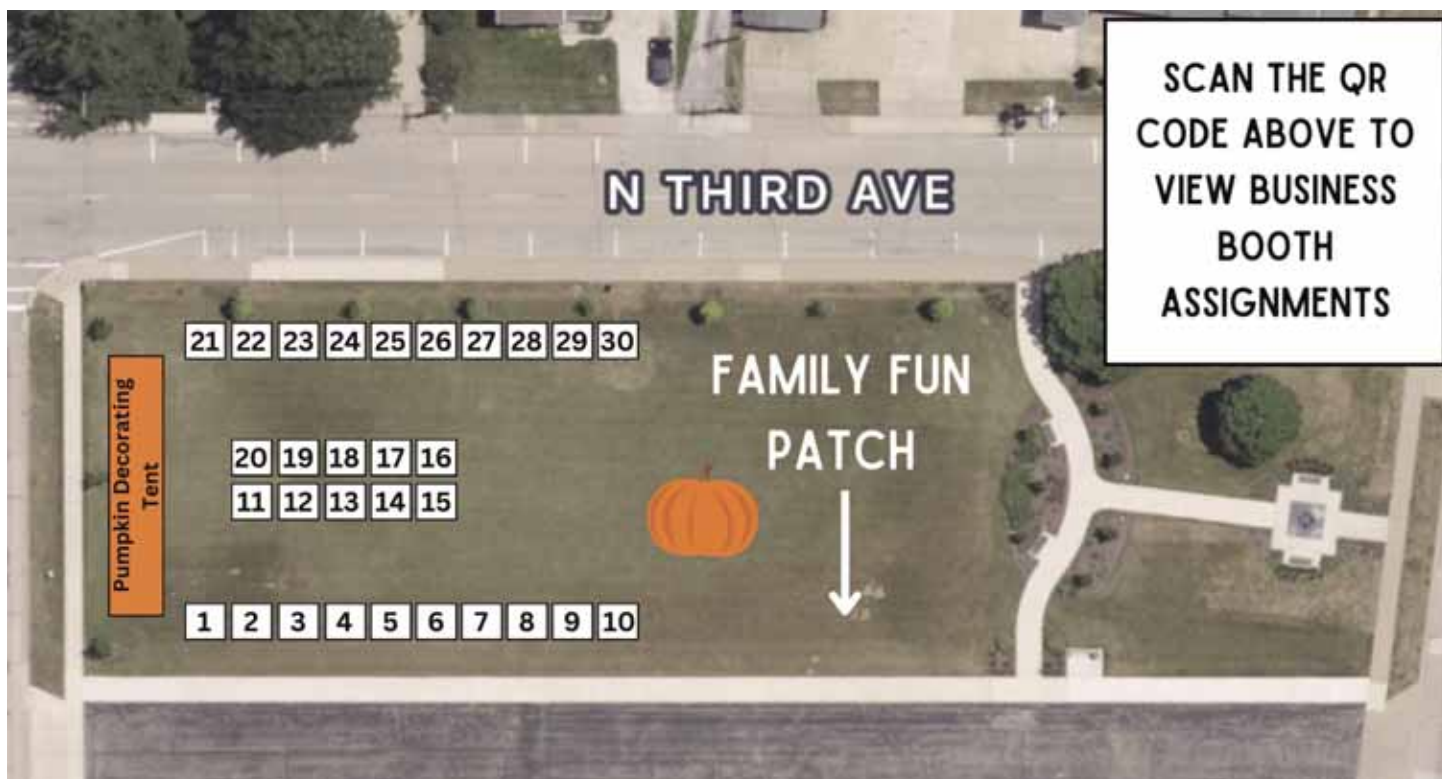 SCAN THE QR
CODE ABOVE TO
VIEW BUSINESS
BOOTH
ASSIGNMENTS
N THIRD AVE
21 22 23 24 25 26 27 28 29 30
FAMILY FUN
PATCH
Pumpkin Decorating
Tent
20 19 18 17 16
11 12 13 14 15
1 2 3 4 5 6 7 8 9 10